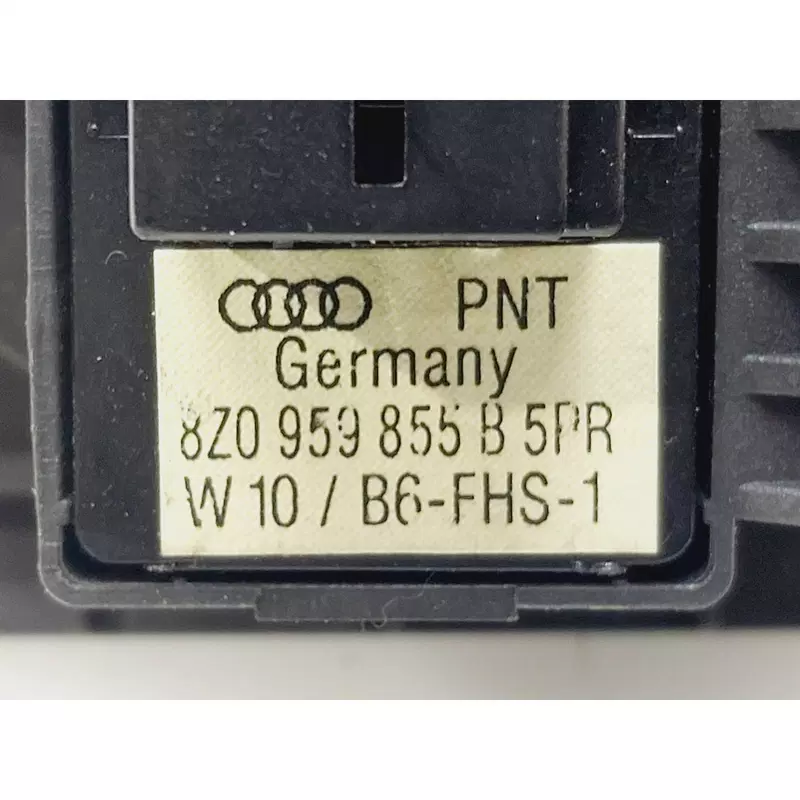 PNT
Germany
8Z0 959 855 B 5PR
W 10 / B6-FHS-1